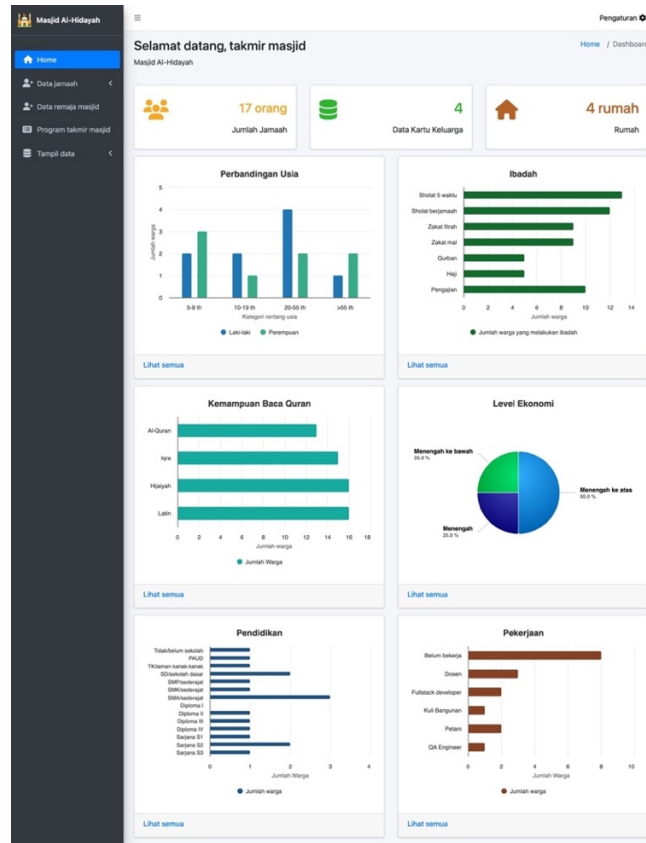 Masjid Al-Hidayah
Pengaturan
Home
Data jamaah
Data remaja masjid
Program takmir masjid
Tampil data
Selamat datang, takmir masjid
Masjid Al-Hidayah
Home / Dashboard
17 orang
Jumlah Jamaah
4
Data Kartu Keluarga
4 rumah
Rumah
Perbandingan Usia
5
4
3
2
1
0
Jumlah warga
5-9 th 10-19 th 20-55 th >55 th
Kategori rentang usia
Laki-laki Perempuan
Lihat semua
Ibadah
Sholat 5 waktu
Sholat berjamaah
Zakat fitrah
Zakat mal
Qurban
Haji
Pengajian
0 2 4 6 8 10 12 14
Jumlah warga
Jumlah warga yang melakukan ibadah
Lihat semua
Kemampuan Baca Quran
Al-Quran
Iqra
Hijaiyah
Latin
0 2 4 6 8 10 12 14 16 18
Jumlah warga
Jumlah Warga
Lihat semua
Level Ekonomi
Menengah ke bawah
25.0 %
Menengah ke atas
50.0 %
Menengah
25.0 %
Lihat semua
Pendidikan
Tidak/belum sekolah
PAUD
TK/taman kanak-kanak
SD/sekolah dasar
SMP/sederajat
SMK/sederajat
SMA/sederajat
Diploma I
Diploma II
Diploma III
Diploma IV
Sarjana S1
Sarjana S2
Sarjana S3
0 1 2 3 4
Jumlah Warga
Jumlah warga
Lihat semua
Pekerjaan
Belum bekerja
Dosen
Fullstack developer
Kuli Bangunan
Petani
QA Engineer
0 2 4 6 8 10
Jumlah Warga
Jumlah warga
Lihat semua